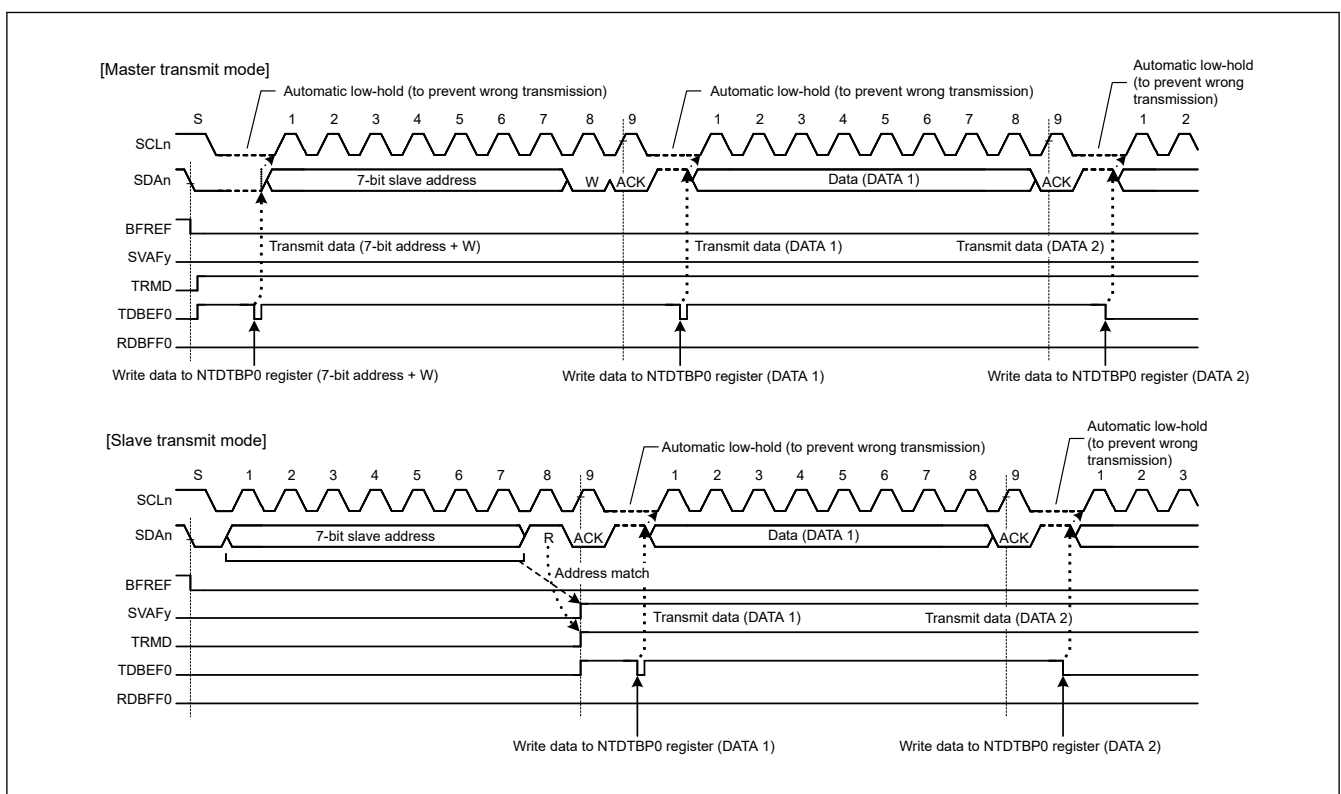 [Master transmit mode]
Automatic low-hold (to prevent wrong transmission)
Automatic low-hold (to prevent wrong transmission)
Automatic low-hold
(to prevent wrong
transmission)
S 1 2 3 4 5 6 7 8 9 1 2 3 4 5 6 7 8 9 1 2
SCLn
SDAn 7-bit slave address W ACK Data (DATA 1) ACK
BFREF
Transmit data (7-bit address + W) Transmit data (DATA 1) Transmit data (DATA 2)
SVAFy
TRMD
TDBEF0
RDBFF0
Write data to NTDTBP0 register (7-bit address + W) Write data to NTDTBP0 register (DATA 1) Write data to NTDTBP0 register (DATA 2)
[Slave transmit mode]
Automatic low-hold (to prevent wrong transmission)
Automatic low-hold
(to prevent wrong
transmission)
S 1 2 3 4 5 6 7 8 9 1 2 3 4 5 6 7 8 9 1 2 3
SCLn
SDAn 7-bit slave address R ACK Data (DATA 1) ACK
Address match
BFREF
SVAFy
Transmit data (DATA 1) Transmit data (DATA 2)
TRMD
TDBEF0
RDBFF0
Write data to NTDTBP0 register (DATA 1) Write data to NTDTBP0 register (DATA 2)